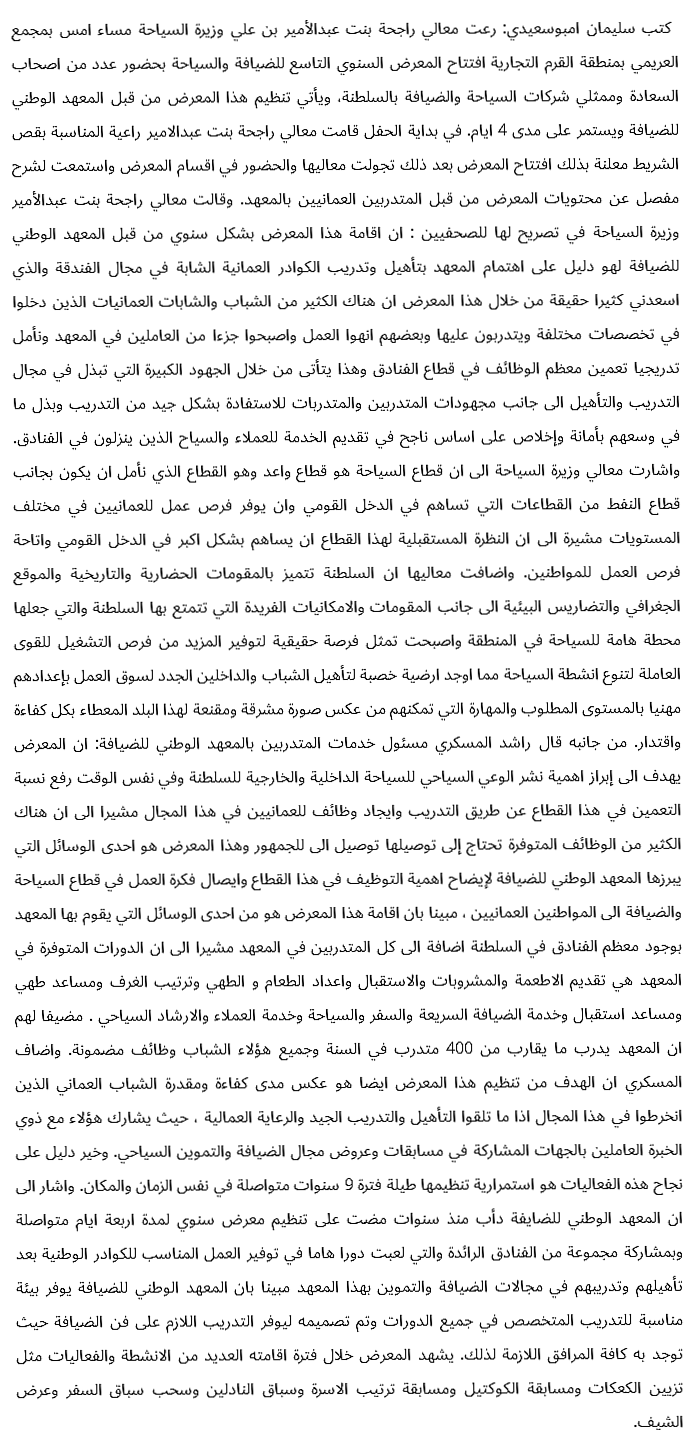 كتب سليمان امبوسعيدي: رعت معالي راجحة بنت عبدالأمير بن علي وزيرة السياحة مساء امس بمجمع
العريمي بمنطقة القرم التجارية افتتاح المعرض السنوي التاسع للضيافة والسياحة بحضور عدد من اصحاب
السعادة وممثلي شركات السياحة والضيافة بالسلطنة، ويأتي تنظيم هذا المعرض من قبل المعهد الوطني
للضيافة ويستمر على مدى 4 ايام. في بداية الحفل قامت معالي راجحة بنت عبدالامير راعية المناسبة بقص
الشريط معلنة بذلك افتتاح المعرض بعد ذلك تجولت معاليها والحضور في اقسام المعرض واستمعت لشرح
مفصل عن محتويات المعرض من قبل المتدربين العمانيين بالمعهد. وقالت معالي راجحة بنت عبدالأمير
وزيرة السياحة في تصريح لها للصحفيين : ان اقامة هذا المعرض بشكل سنوي من قبل المعهد الوطني
للضيافة لهو دليل على اهتمام المعهد بتأهيل وتدريب الكوادر العمانية الشابة في مجال الفندقة والذي
اسعدني كثيرا حقيقة من خلال هذا المعرض ان هناك الكثير من الشباب والشابات العمانيات الذين دخلوا
في تخصصات مختلفة ويتدربون عليها وبعضهم انهوا العمل واصبحوا جزءا من العاملين في المعهد ونأمل
تدريجيا تعمين معظم الوظائف في قطاع الفنادق وهذا يتأتى من خلال الجهود الكبيرة التي تبذل في مجال
التدريب والتأهيل الى جانب مجهودات المتدربين والمتدربات للاستفادة بشكل جيد من التدريب وبذل ما
في وسعهم بأمانة وإخلاص على اساس ناجح في تقديم الخدمة للعملاء والسياح الذين ينزلون في الفنادق.
واشارت معالي وزيرة السياحة الى ان قطاع السياحة هو قطاع واعد وهو القطاع الذي نأمل ان يكون بجانب
قطاع النفط من القطاعات التي تساهم في الدخل القومي وان يوفر فرص عمل للعمانيين في مختلف
المستويات مشيرة الى ان النظرة المستقبلية لهذا القطاع ان يساهم بشكل اكبر في الدخل القومي واتاحة
فرص العمل للمواطنين. واضافت معاليها ان السلطنة تتميز بالمقومات الحضارية والتاريخية والموقع
الجغرافي والتضاريس البيئية الى جانب المقومات والامكانيات الفريدة التي تتمتع بها السلطنة والتي جعلها
محطة هامة للسياحة في المنطقة واصبحت تمثل فرصة حقيقية لتوفير المزيد من فرص التشغيل للقوى
العاملة لتنوع انشطة السياحة مما اوجد ارضية خصبة لتأهيل الشباب والداخلين الجدد لسوق العمل بإعدادهم
مهنيا بالمستوى المطلوب والمهارة التي تمكنهم من عكس صورة مشرقة ومقنعة لهذا البلد المعطاء بكل كفاءة
واقتدار. من جانبه قال راشد المسكري مسئول خدمات المتدربين بالمعهد الوطني للضيافة: ان المعرض
يهدف الى إبراز اهمية نشر الوعي السياحي للسياحة الداخلية والخارجية للسلطنة وفي نفس الوقت رفع نسبة
التعمين في هذا القطاع عن طريق التدريب وايجاد وظائف للعمانيين في هذا المجال مشيرا الى ان هناك
الكثير من الوظائف المتوفرة تحتاج إلى توصيلها توصيل الى للجمهور وهذا المعرض هو احدى الوسائل التي
يبرزها المعهد الوطني للضيافة لإيضاح اهمية التوظيف في هذا القطاع وايصال فكرة العمل في قطاع السياحة
والضيافة الى المواطنين العمانيين ، مبينا بان اقامة هذا المعرض هو من احدى الوسائل التي يقوم بها المعهد
بوجود معظم الفنادق في السلطنة اضافة الى كل المتدربين في المعهد مشيرا الى ان الدورات المتوفرة في
المعهد هي تقديم الاطعمة والمشروبات والاستقبال واعداد الطعام و الطهي وترتيب الغرف ومساعد طهي
ومساعد استقبال وخدمة الضيافة السريعة والسفر والسياحة وخدمة العملاء والارشاد السياحي . مضيفا لهم
ان المعهد يدرب ما يقارب من 400 متدرب في السنة وجميع هؤلاء الشباب وظائف مضمونة. واضاف
المسكري ان الهدف من تنظيم هذا المعرض ايضا هو عكس مدى كفاءة ومقدرة الشباب العماني الذين
انخرطوا في هذا المجال اذا ما تلقوا التأهيل والتدريب الجيد والرعاية العمالية ، حيث يشارك هؤلاء مع ذوي
الخبرة العاملين بالجهات المشاركة في مسابقات وعروض مجال الضيافة والتموين السياحي. وخير دليل على
نجاح هذه الفعاليات هو استمرارية تنظيمها طيلة فترة 9 سنوات متواصلة في نفس الزمان والمكان. واشار الى
ان المعهد الوطني للضايفة دأب منذ سنوات مضت على تنظيم معرض سنوي لمدة اربعة ايام متواصلة
وبمشاركة مجموعة من الفنادق الرائدة والتي لعبت دورا هاما في توفير العمل المناسب للكوادر الوطنية بعد
تأهيلهم وتدريبهم في مجالات الضيافة والتموين بهذا المعهد مبينا بان المعهد الوطني للضيافة يوفر بيئة
مناسبة للتدريب المتخصص في جميع الدورات وتم تصميمه ليوفر التدريب اللازم على فن الضيافة حيث
توجد به كافة المرافق اللازمة لذلك. يشهد المعرض خلال فترة اقامته العديد من الانشطة والفعاليات مثل
تزيين الكعكات ومسابقة الكوكتيل ومسابقة ترتيب الاسرة وسباق النادلين وسحب سباق السفر وعرض
الشيف.